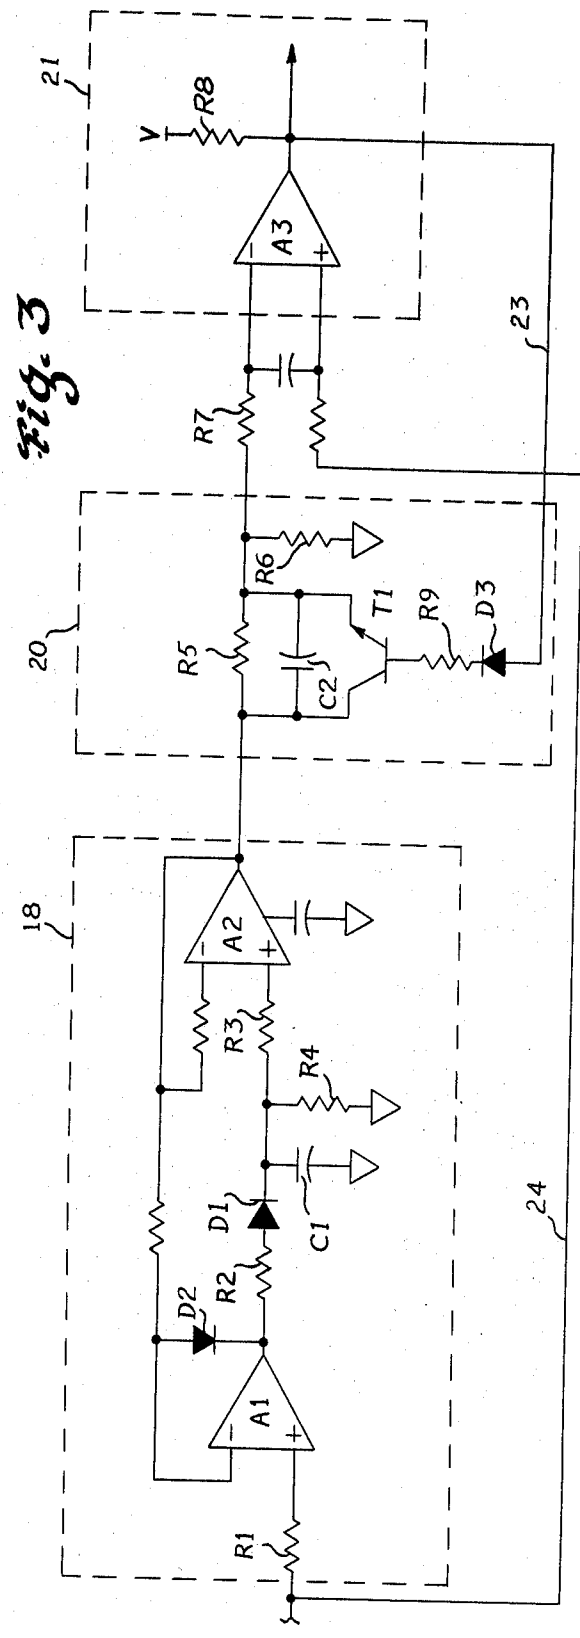 Fig. 3
18
20
21
R1
A1
-
+
D2
R2
D1
C1
R4
R3
A2
-
+
R5
C2
T1
R6
R9
D3
R7
A3
-
+
V
R8
23
24